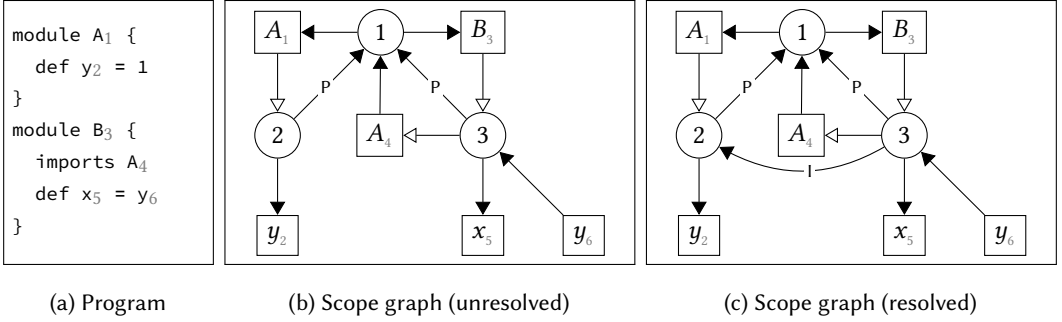 module A₁ {
def y₂ = 1
}
module B₃ {
imports A₄
def x₅ = y₆
}
A₁ 1 B₃
P P
2 A₄ 3
y₂ x₅ y₆
A₁ 1 B₃
P P
2 A₄ 3
I
y₂ x₅ y₆
(a) Program
(b) Scope graph (unresolved)
(c) Scope graph (resolved)